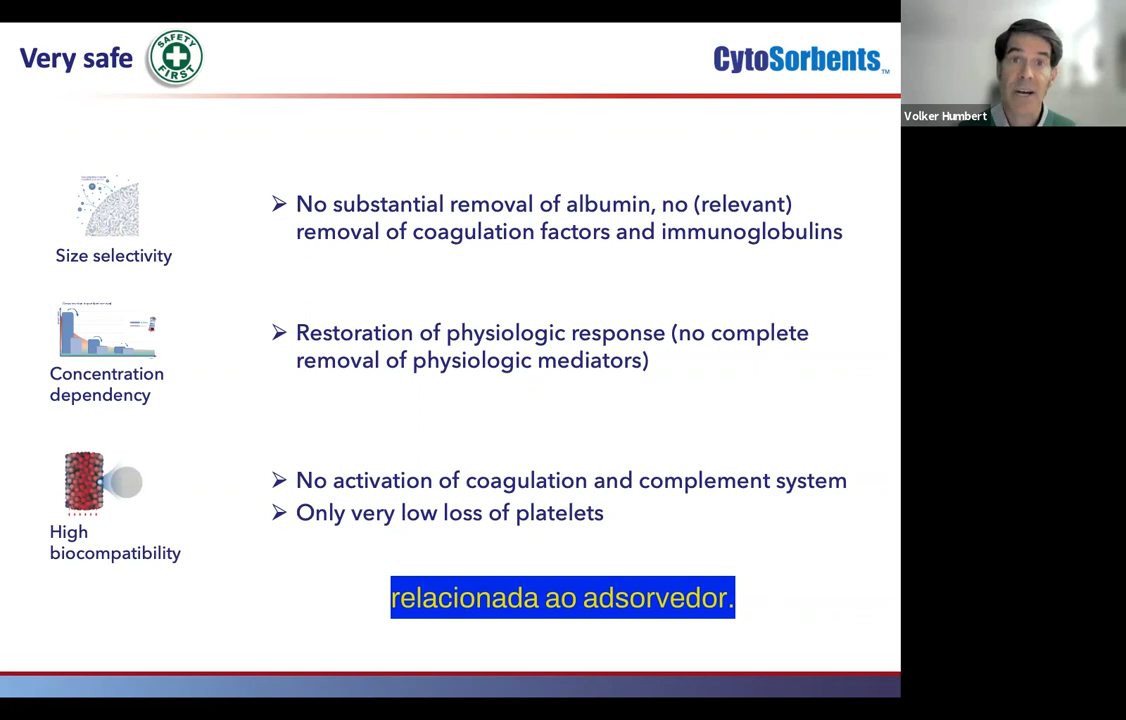 Very safe
SAFETY
FIRST
CytoSorbents™
Volker Humbert
Size selectivity
➢ No substantial removal of albumin, no (relevant)
removal of coagulation factors and immunoglobulins
Concentration
dependency
➢ Restoration of physiologic response (no complete
removal of physiologic mediators)
High
biocompatibility
➢ No activation of coagulation and complement system
➢ Only very low loss of platelets
relacionada ao adsorvedor.